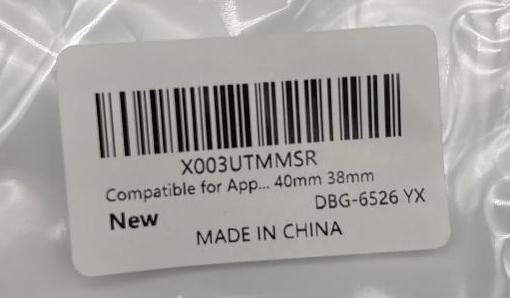 X003UTMMSR
Compatible for App... 40mm 38mm
DBG-6526 YX
New
MADE IN CHINA